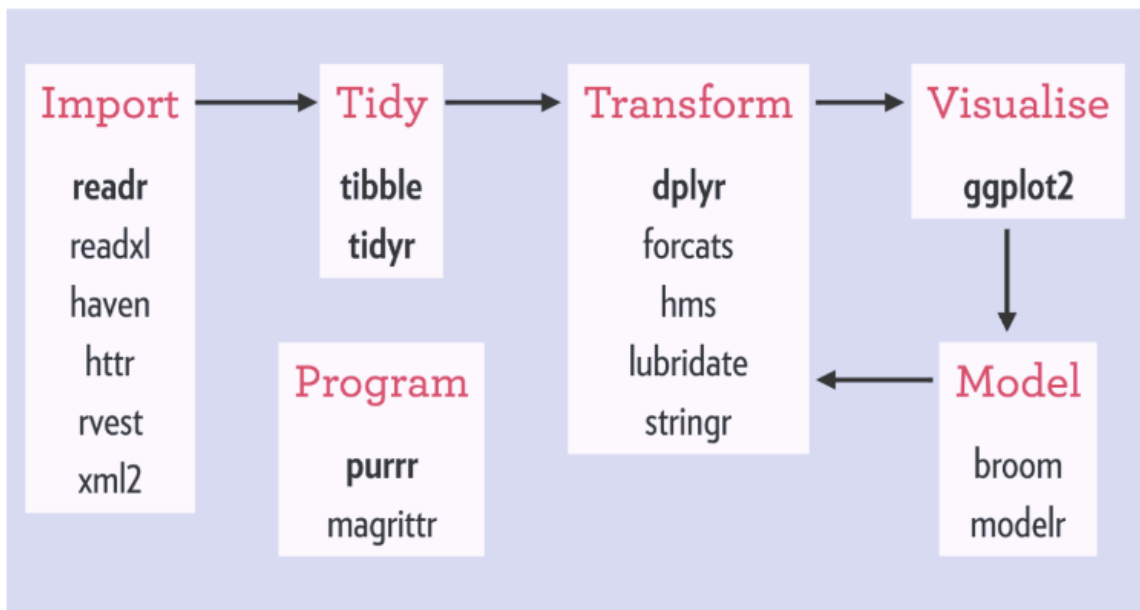 Import
readr
readxl
haven
httr
rvest
xml2
Tidy
tibble
tidyr
Program
purrr
magrittr
Transform
dplyr
forcats
hms
lubridate
stringr
Visualise
ggplot2
Model
broom
modelr